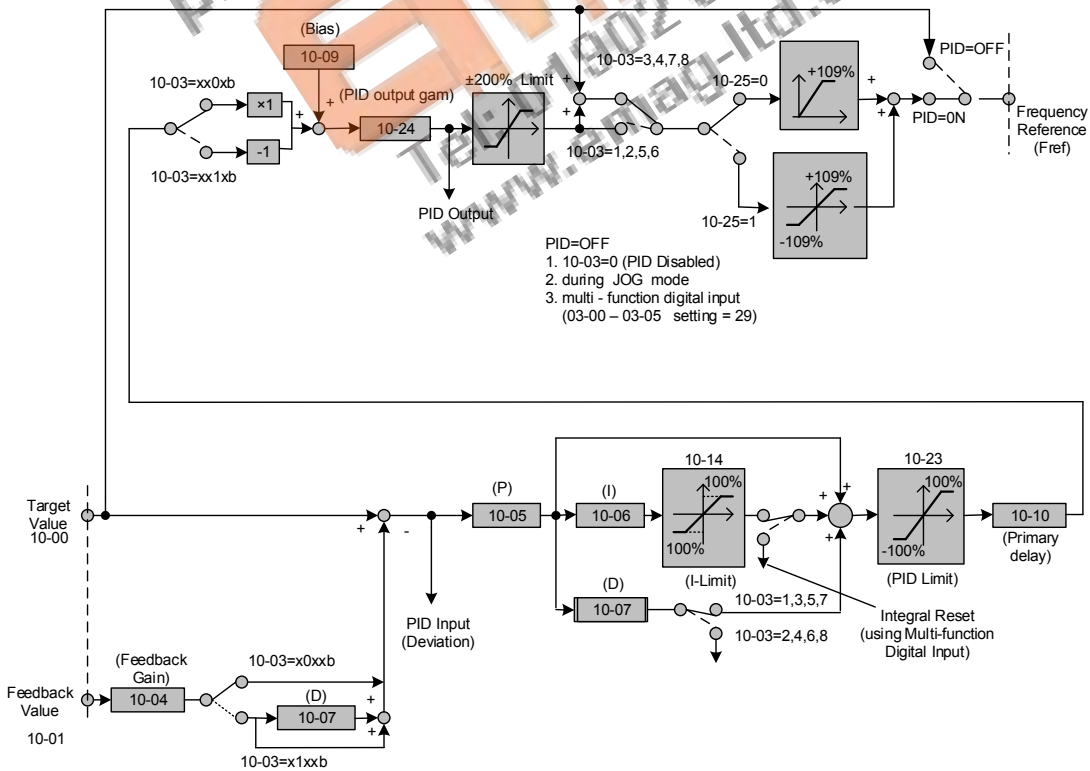 (Bias)
10-09
10-03=xx0xb
×1
-1
10-03=xx1xb
+
+
(PID output gam)
10-24
PID Output
±200% Limit
+
+
10-03=3,4,7,8
10-03=1,2,5,6
10-25=0
10-25=1
+109%
+109%
-109%
+
+
PID=OFF
PID=0N
Frequency
Reference
(Fref)
PID=OFF
1. 10-03=0 (PID Disabled)
2. during JOG mode
3. multi - function digital input
(03-00 – 03-05 setting = 29)
Tel: 01902
www.emag-ltd.
Target
Value
10-00
+
-
PID Input
(Deviation)
(P)
10-05
(I)
10-06
10-14
100%
100%
(I-Limit)
(D)
10-07
10-03=1,3,5,7
10-03=2,4,6,8
Integral Reset
(using Multi-function
Digital Input)
+
+
+
10-23
100%
-100%
(PID Limit)
10-10
(Primary
delay)
Feedback
Value
10-01
(Feedback
Gain)
10-04
10-03=x0xxb
(D)
10-07
+
+
10-03=x1xxb